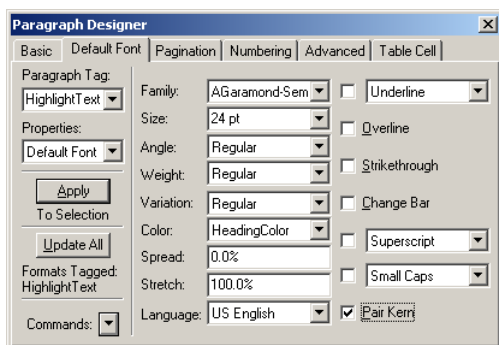 Paragraph Designer
Basic Default Font Pagination Numbering Advanced Table Cell
Paragraph Tag:
HighlightText
Properties:
Default Font
Apply
To Selection
Update All
Formats Tagged:
HighlightText
Commands:
Family: AGaramond-Sem
Size: 24 pt
Angle: Regular
Weight: Regular
Variation: Regular
Color: HeadingColor
Spread: 0.0%
Stretch: 100.0%
Language: US English
Underline
Overline
Strikethrough
Change Bar
Superscript
Small Caps
Pair Kern